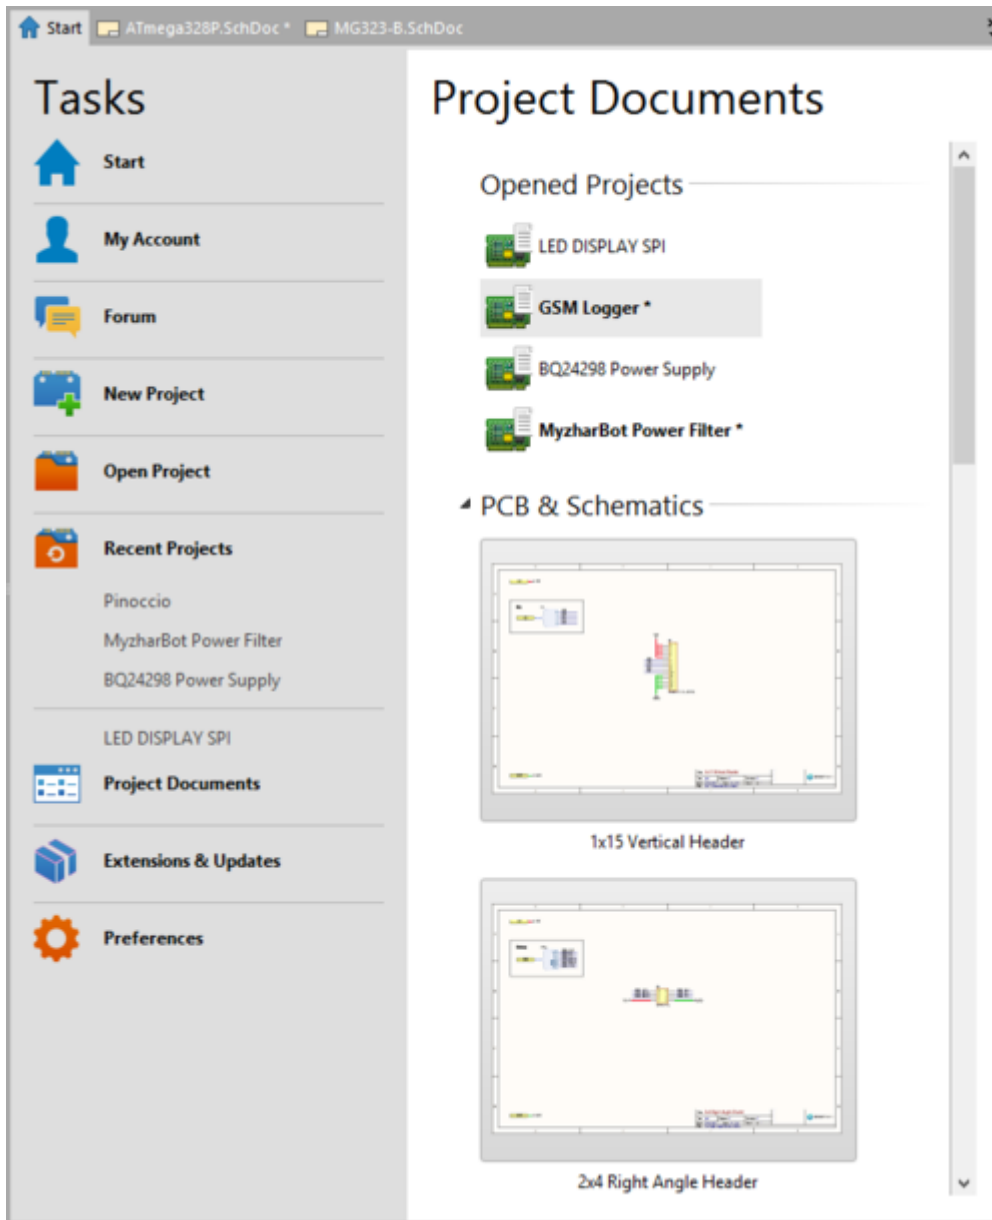 Start
ATmega328P.SchDoc *
MG323-B.SchDoc
Tasks
Start
My Account
Forum
New Project
Open Project
Recent Projects
Pinoccio
MyzharBot Power Filter
BQ24298 Power Supply
LED DISPLAY SPI
Project Documents
Extensions & Updates
Preferences
Project Documents
Opened Projects
LED DISPLAY SPI
GSM Logger *
BQ24298 Power Supply
MyzharBot Power Filter *
PCB & Schematics
1x15 Vertical Header
2x4 Right Angle Header